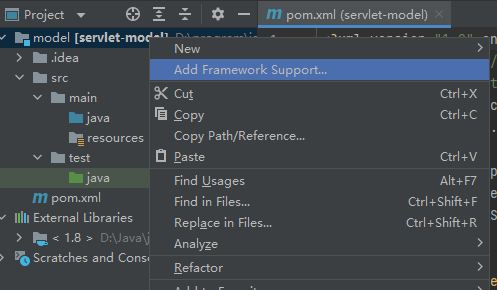 Project
pom.xml (servlet-model)
model [servlet-model]
.idea
src
main
java
resources
test
java
pom.xml
External Libraries
< 1.8 > D:\Java\j
Scratches and Cons
New
Add Framework Support...
Cut Ctrl+X
Copy Ctrl+C
Copy Path/Reference...
Paste Ctrl+V
Find Usages Alt+F7
Find in Files... Ctrl+Shift+F
Replace in Files... Ctrl+Shift+R
Analyze
Refactor